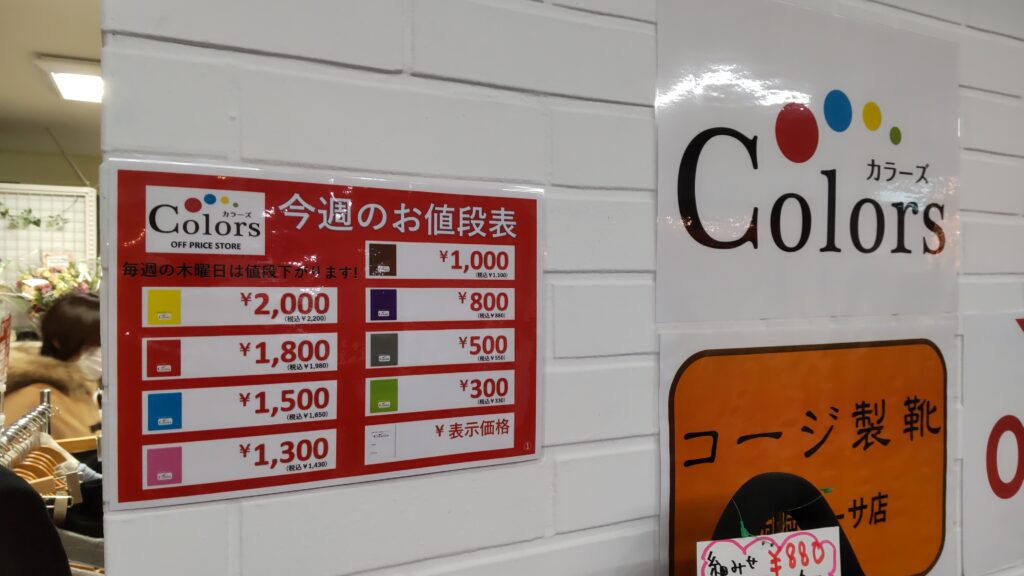 Colors
カラーズ
OFF PRICE STORE
今週のお値段表
毎週の木曜日は値段下がります!
¥2,000
(税込¥2,200)
¥1,800
(税込¥1,980)
¥1,500
(税込¥1,650)
¥1,300
(税込¥1,430)
¥1,000
(税込¥1,100)
¥800
(税込¥880)
¥500
(税込¥550)
¥300
(税込¥330)
¥表示価格
①
カラーズ
Colors
コージ製靴
ーサ店
¥880